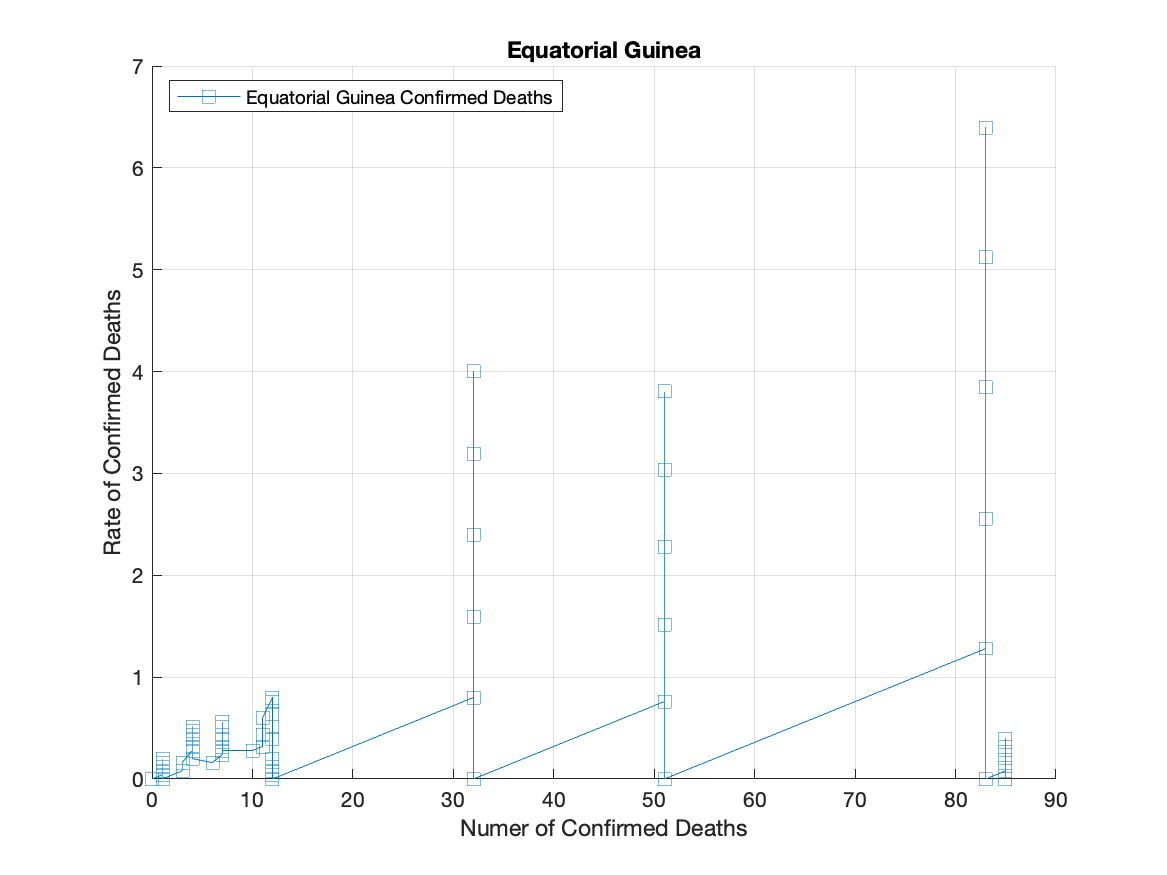 Equatorial Guinea
Equatorial Guinea Confirmed Deaths
Rate of Confirmed Deaths
7
6
5
4
3
2
1
0
0 10 20 30 40 50 60 70 80 90
Numer of Confirmed Deaths